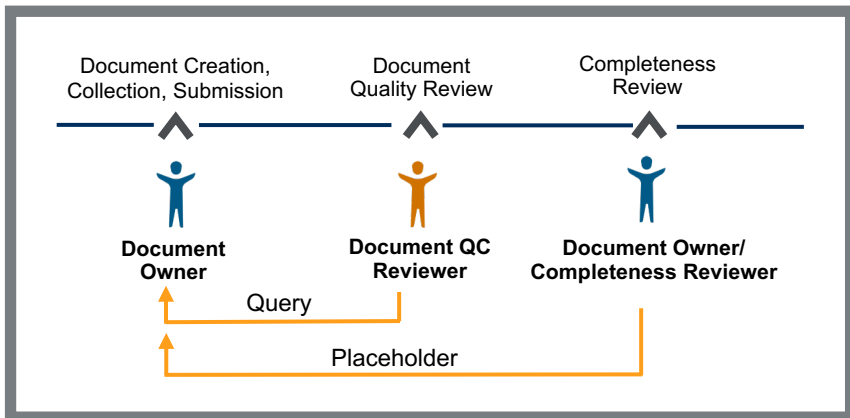 Document Creation,
Collection, Submission
Document
Quality Review
Completeness
Review
Document
Owner
Document QC
Reviewer
Document Owner/
Completeness Reviewer
Query
Placeholder